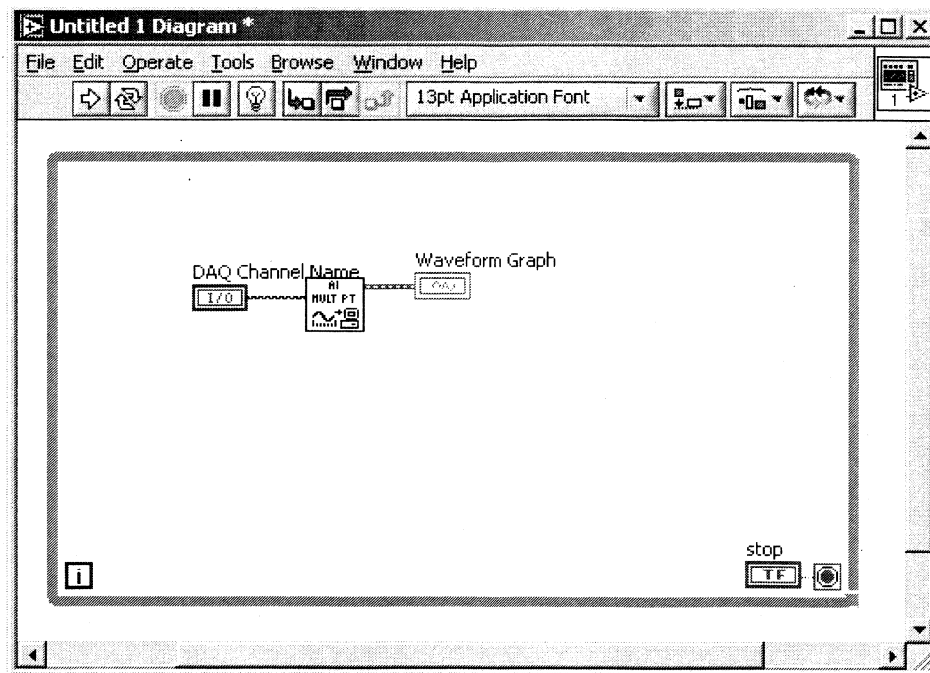 Untitled 1 Diagram *
File Edit Operate Tools Browse Window Help
13pt Application Font
1
DAQ Channel Name
Waveform Graph
I/O
AI
MULT PT
stop
TF
i